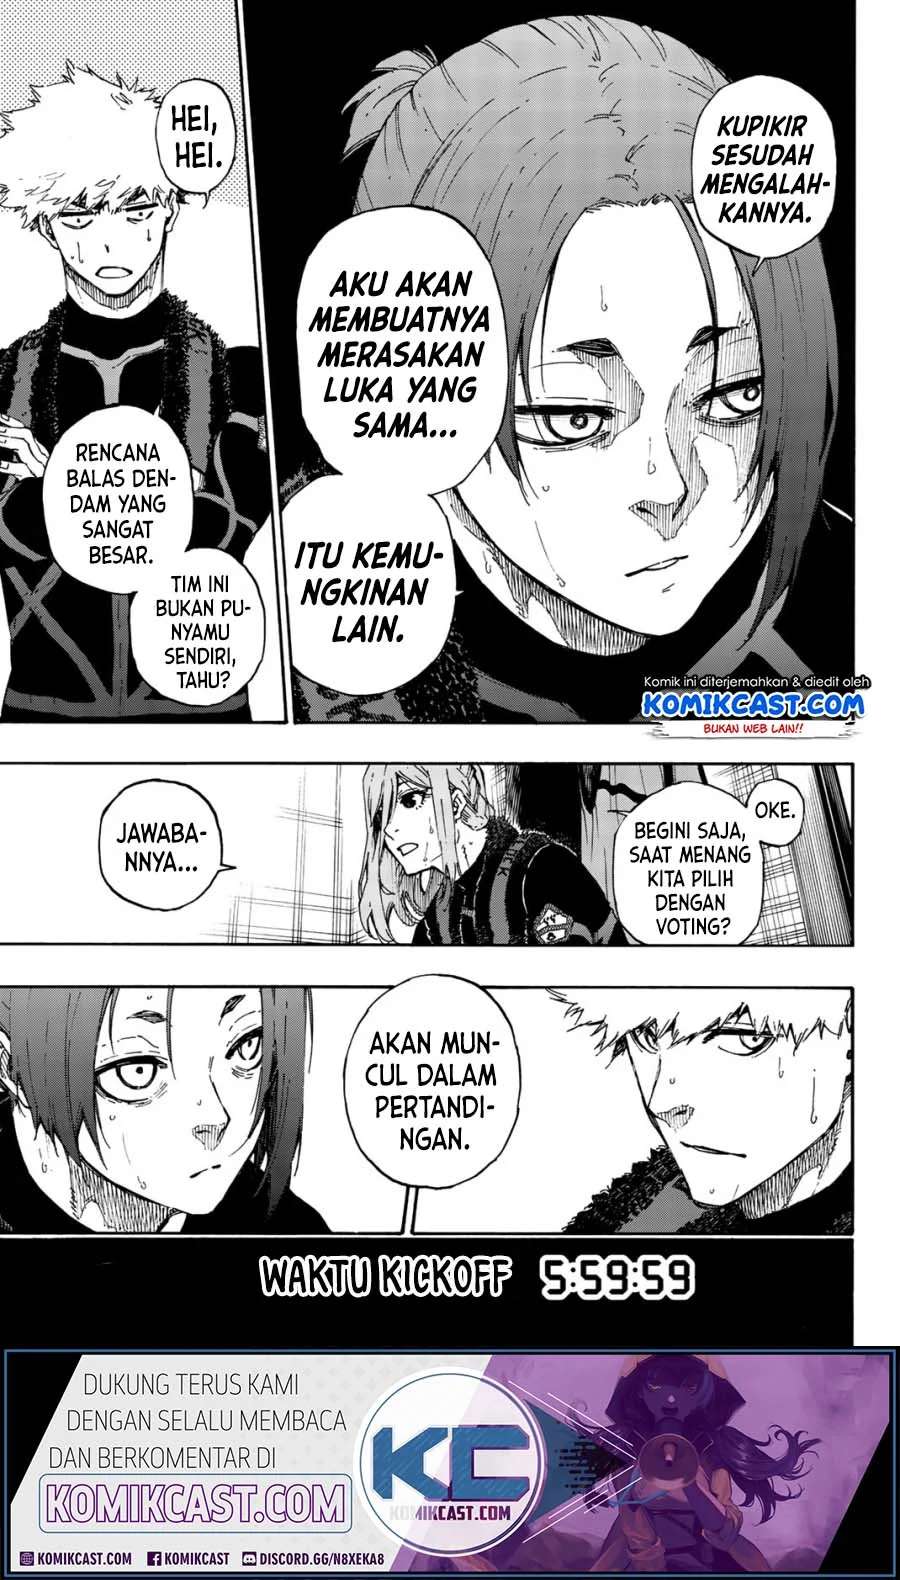 KUPIKIR
SESUDAH
MENGALAH-
KANNYA.
AKU AKAN
MEMBUATNYA
MERASAKAN
LUKA YANG
SAMA...
ITU KEMU-
NGKINAN
LAIN.
HEI,
HEI.
RENCANA
BALAS DEN-
DAM YANG
SANGAT
BESAR.
TIM INI
BUKAN PU-
NYAMU
SENDIRI,
TAHU?
Komik ini diterjemahkan & diedit oleh
KOMIKCAST.COM
BUKAN WEB LAIN!!
OKE.
BEGINI SAJA,
SAAT MENANG
KITA PILIH
DENGAN
VOTING?
JAWABA-
NNYA...
AKAN MUN-
CUL DALAM
PERTANDI-
NGAN.
WAKTU KICKOFF 5:59:59
DUKUNG TERUS KAMI
DENGAN SELALU MEMBACA
DAN BERKOMENTAR DI
KOMIKCAST.COM
KC
KOMIKCAST.COM
KOMIKCAST.COM KOMIKCAST DISCORD.GG/N8XEKA8